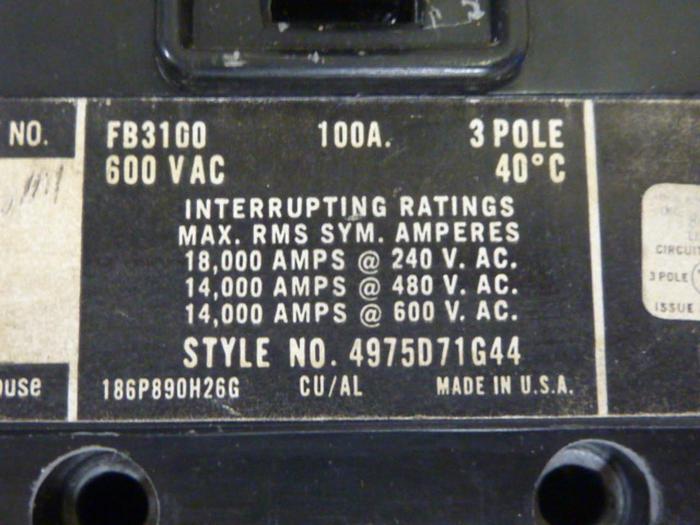 NO.
FB3100 100A. 3 POLE
600 VAC 40°C
INTERRUPTING RATINGS
MAX. RMS SYM. AMPERES
18,000 AMPS @ 240 V. AC.
14,000 AMPS @ 480 V. AC.
14,000 AMPS @ 600 V. AC.
STYLE NO. 4975D71G44
186P890H26G CU/AL MADE IN U.S.A.
ouse
CIRCUIT
3 POLE
ISSUE